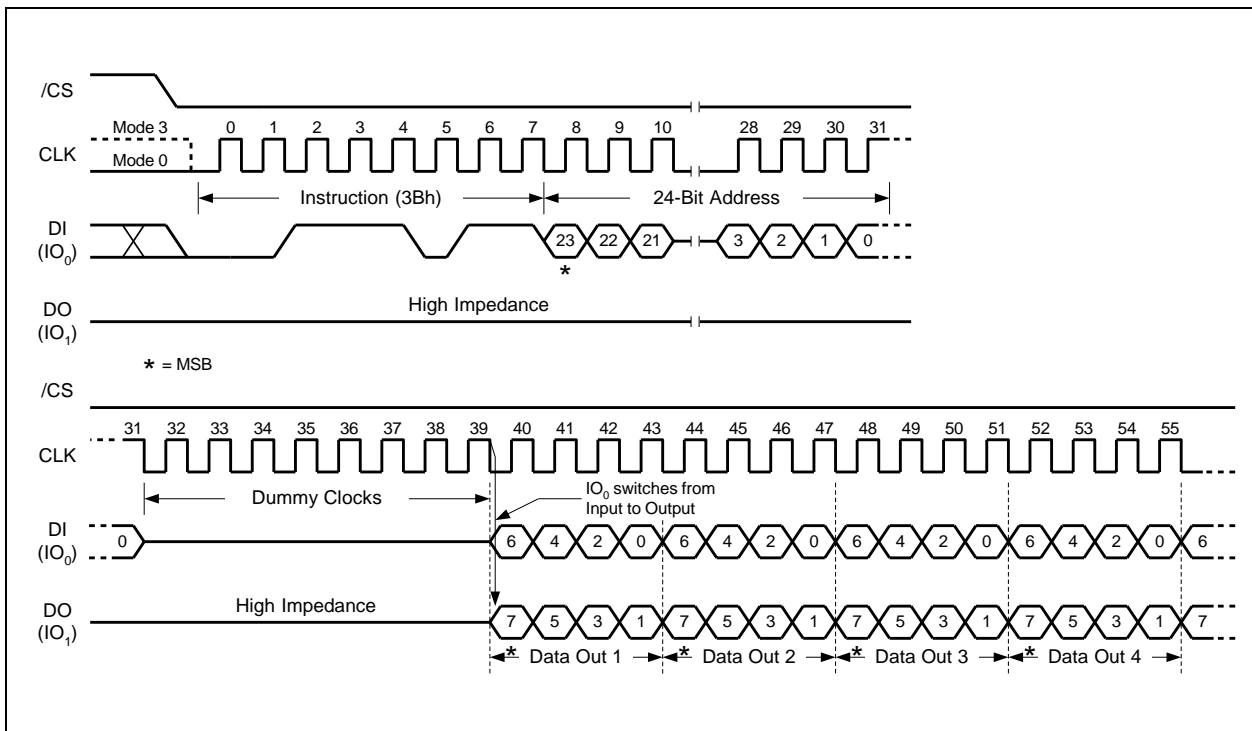 /CS
Mode 3 0 1 2 3 4 5 6 7 8 9 10 28 29 30 31
CLK
Mode 0
Instruction (3Bh) 24-Bit Address
DI
(IO0)
23 22 21 3 2 1 0
*
DO
(IO1)
High Impedance
* = MSB
/CS
31 32 33 34 35 36 37 38 39 40 41 42 43 44 45 46 47 48 49 50 51 52 53 54 55
CLK
Dummy Clocks
IO0 switches from
Input to Output
DI
(IO0)
0 6 4 2 0 6 4 2 0 6 4 2 0 6 4 2 0 6
DO
(IO1)
High Impedance
7 5 3 1 7 5 3 1 7 5 3 1 7 5 3 1 7
* Data Out 1 * Data Out 2 * Data Out 3 * Data Out 4